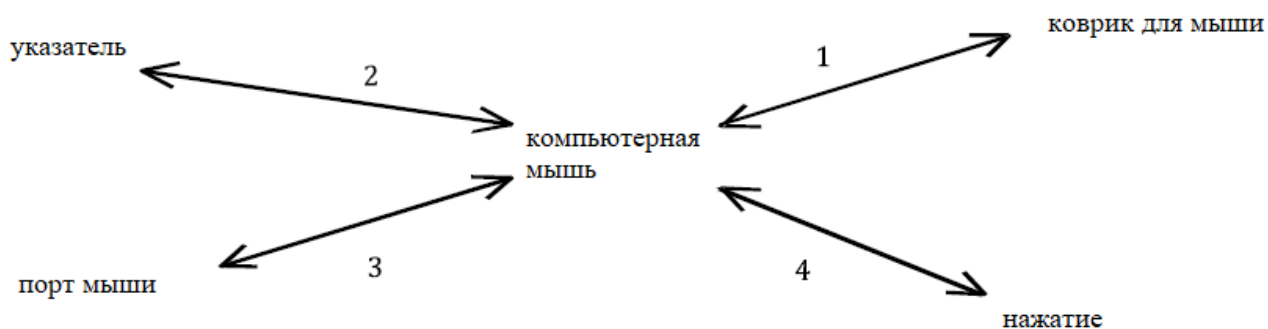 коврик для мыши
указатель
1
2
компьютерная
мышь
3
4
порт мыши
нажатие